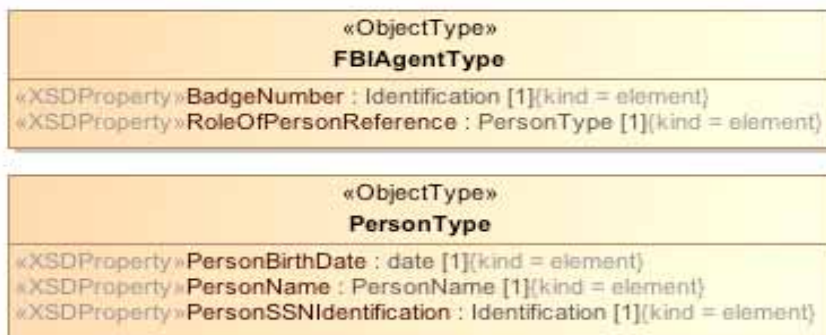 «ObjectType»
FBIAgentType
«XSDProperty»BadgeNumber : Identification [1]{kind = element}
«XSDProperty»RoleOfPersonReference : PersonType [1]{kind = element}
«ObjectType»
PersonType
«XSDProperty»PersonBirthDate : date [1]{kind = element}
«XSDProperty»PersonName : PersonName [1]{kind = element}
«XSDProperty»PersonSSNIdentification : Identification [1]{kind = element}